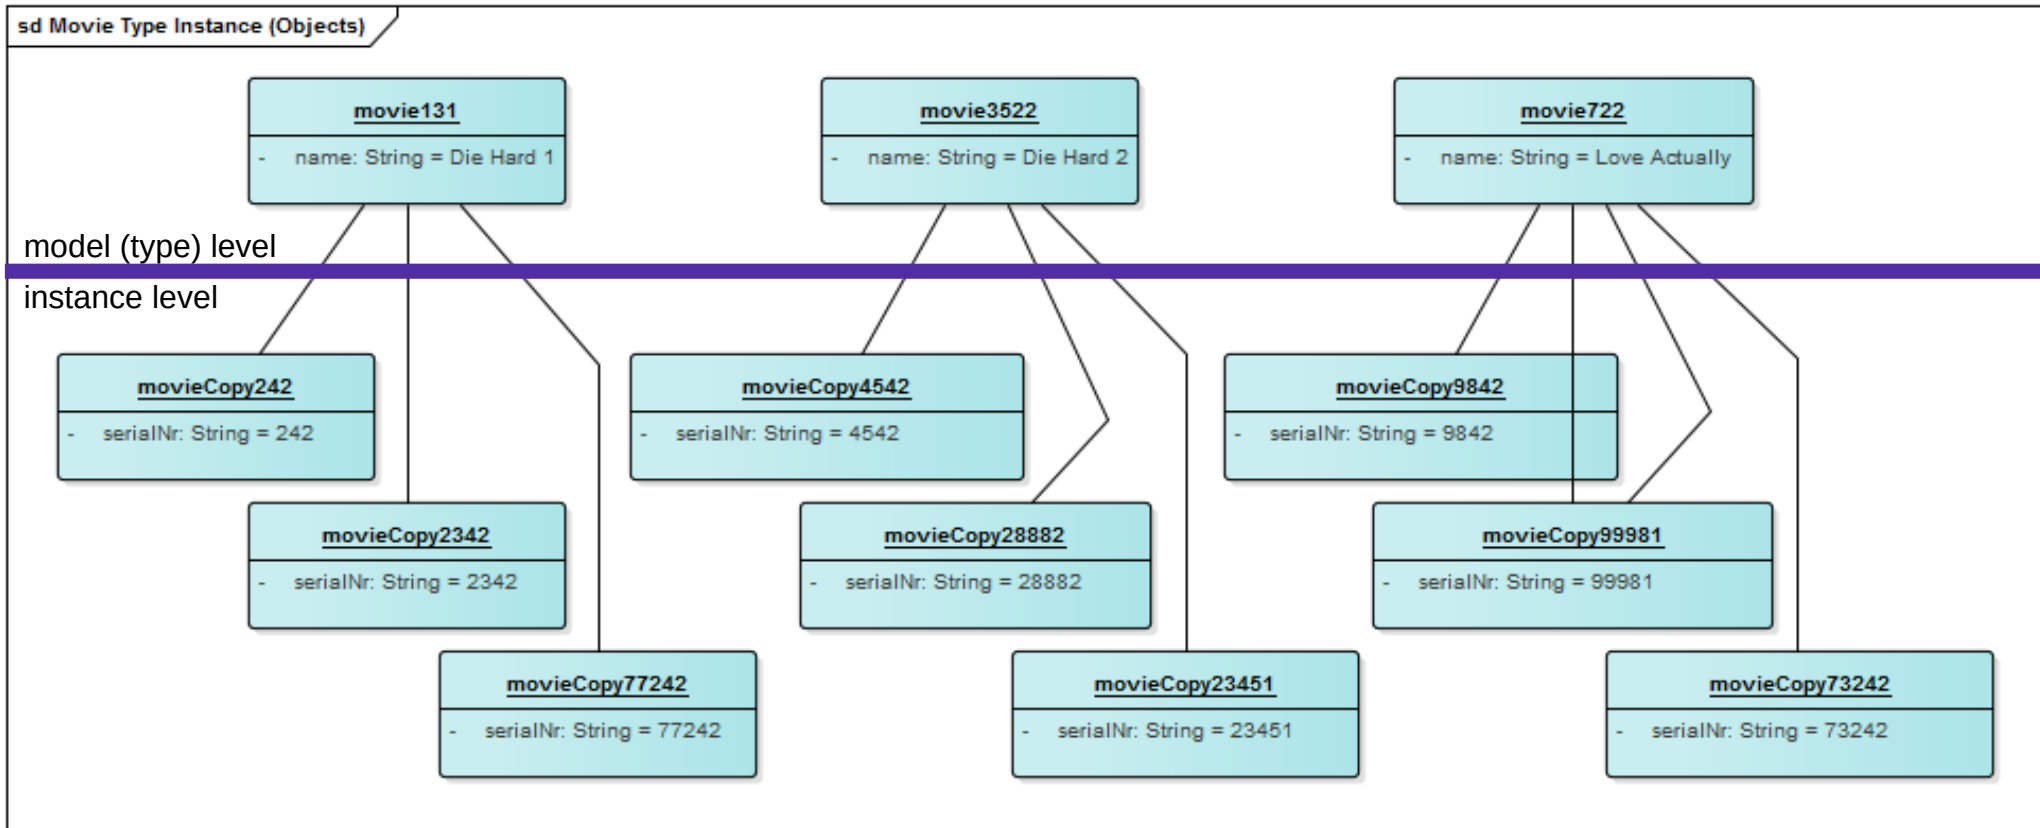 sd Movie Type Instance (Objects)
movie131
- name: String = Die Hard 1
movie3522
- name: String = Die Hard 2
movie722
- name: String = Love Actually
model (type) level
instance level
movieCopy242
- serialNr: String = 242
movieCopy4542
- serialNr: String = 4542
movieCopy9842
- serialNr: String = 9842
movieCopy2342
- serialNr: String = 2342
movieCopy28882
- serialNr: String = 28882
movieCopy99981
- serialNr: String = 99981
movieCopy77242
- serialNr: String = 77242
movieCopy23451
- serialNr: String = 23451
movieCopy73242
- serialNr: String = 73242